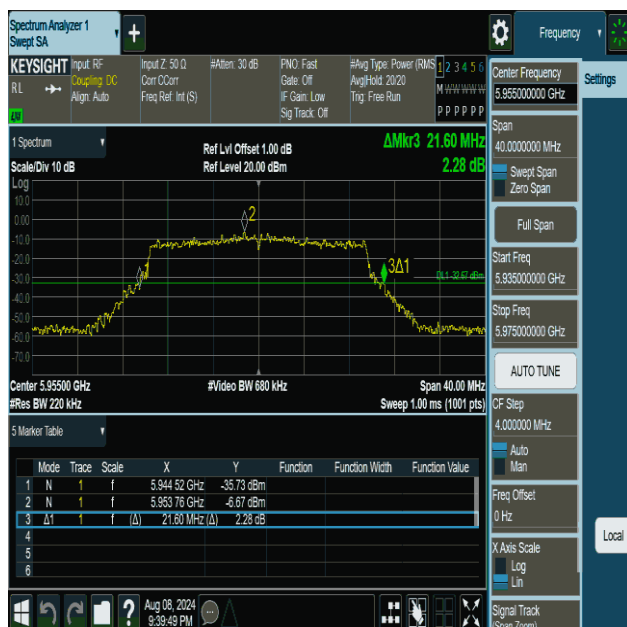 Spectrum Analyzer 1
Swept SA
+
Frequency
KEYSIGHT
RL
Input: RF
Coupling: DC
Align: Auto
Input Z: 50 Ω
Corr CCorr
Freq Ref: Int (S)
#Atten: 30 dB
PNO: Fast
Gate: Off
IF Gain: Low
Sig Track: Off
#Avg Type: Power (RMS
Avg|Hold: 20/20
Trig: Free Run
1 2 3 4 5 6
M W W W W W
P P P P P P
1 Spectrum
Scale/Div 10 dB
Ref Lvl Offset 1.00 dB
Ref Level 20.00 dBm
ΔMkr3 21.60 MHz
2.28 dB
Log
10.0
0.00
-10.0
-20.0
-30.0
-40.0
-50.0
-60.0
-70.0
2
3Δ1
DL1 -32.67 dBm
Center 5.95500 GHz
#Res BW 220 kHz
#Video BW 680 kHz
Span 40.00 MHz
Sweep 1.00 ms (1001 pts)
5 Marker Table
Mode Trace Scale X Y Function Function Width Function Value
1 N 1 f 5.944 52 GHz -35.73 dBm
2 N 1 f 5.953 76 GHz -6.67 dBm
3 Δ1 1 f (Δ) 21.60 MHz (Δ) 2.28 dB
4
5
6
Aug 08, 2024
9:39:49 PM
Settings
Center Frequency
5.955000000 GHz
Span
40.0000000 MHz
Swept Span
Zero Span
Full Span
Start Freq
5.935000000 GHz
Stop Freq
5.975000000 GHz
AUTO TUNE
CF Step
4.000000 MHz
Auto
Man
Freq Offset
0 Hz
X Axis Scale
Log
Lin
Signal Track
(Span Zoom)
Local